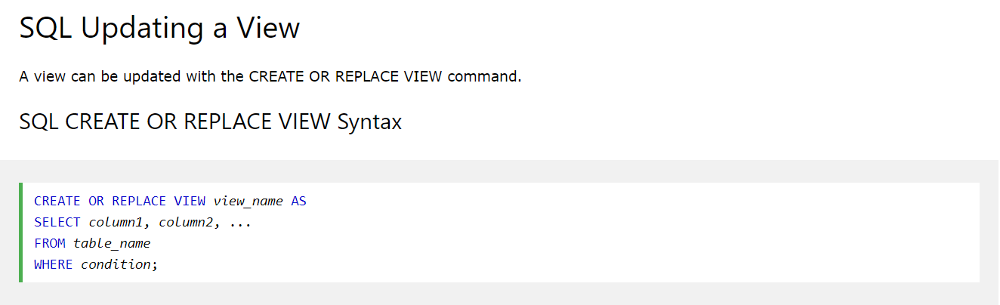 SQL Updating a View
A view can be updated with the CREATE OR REPLACE VIEW command.
SQL CREATE OR REPLACE VIEW Syntax
CREATE OR REPLACE VIEW view_name AS
SELECT column1, column2, ...
FROM table_name
WHERE condition;